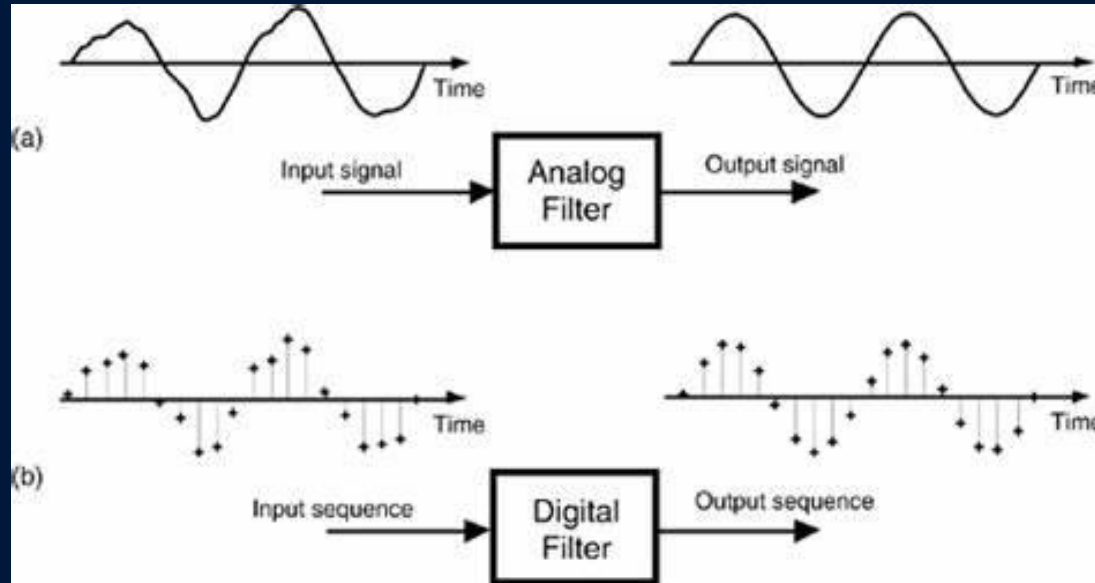 Time
Time
(a)
Input signal
Analog
Filter
Output signal
Time
Time
(b)
Input sequence
Digital
Filter
Output sequence